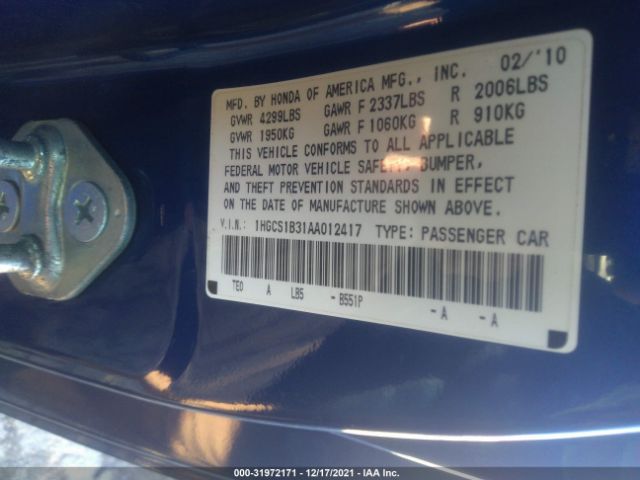 MFD. BY HONDA OF AMERICA MFG., INC. 02/'10
GVWR 4299LBS GAWR F 2337LBS R 2006LBS
GVWR 1950KG GAWR F 1060KG R 910KG
THIS VEHICLE CONFORMS TO ALL APPLICABLE
FEDERAL MOTOR VEHICLE SAFETY, BUMPER,
AND THEFT PREVENTION STANDARDS IN EFFECT
ON THE DATE OF MANUFACTURE SHOWN ABOVE.
V.I.N.: 1HGCS1B31AA012417 TYPE: PASSENGER CAR
TE0 A LB5 - B551P - A - A
000-31972171 - 12/17/2021 - IAA Inc.